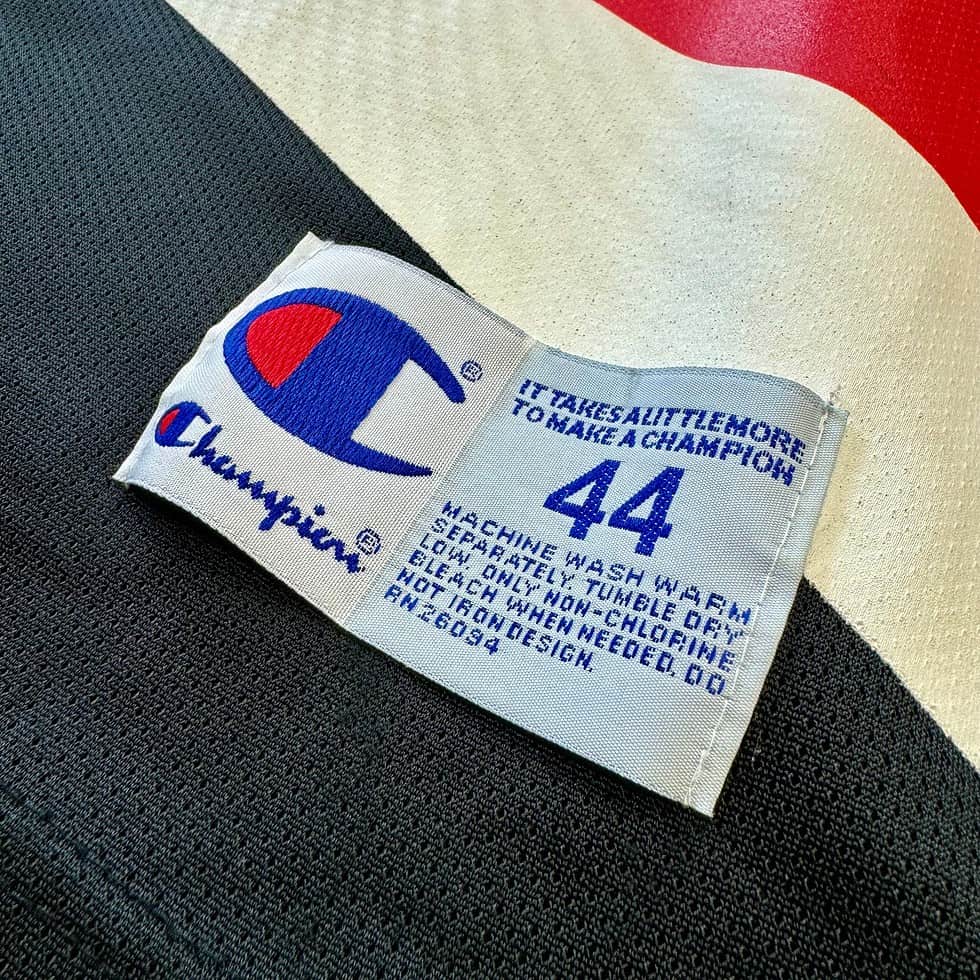 Champion®
®
IT TAKES A LITTLE MORE
TO MAKE A CHAMPION
44
MACHINE WASH WARM
SEPARATELY, TUMBLE DRY
LOW. ONLY NON-CHLORINE
BLEACH WHEN NEEDED. DO
NOT IRON DESIGN.
RN 26094